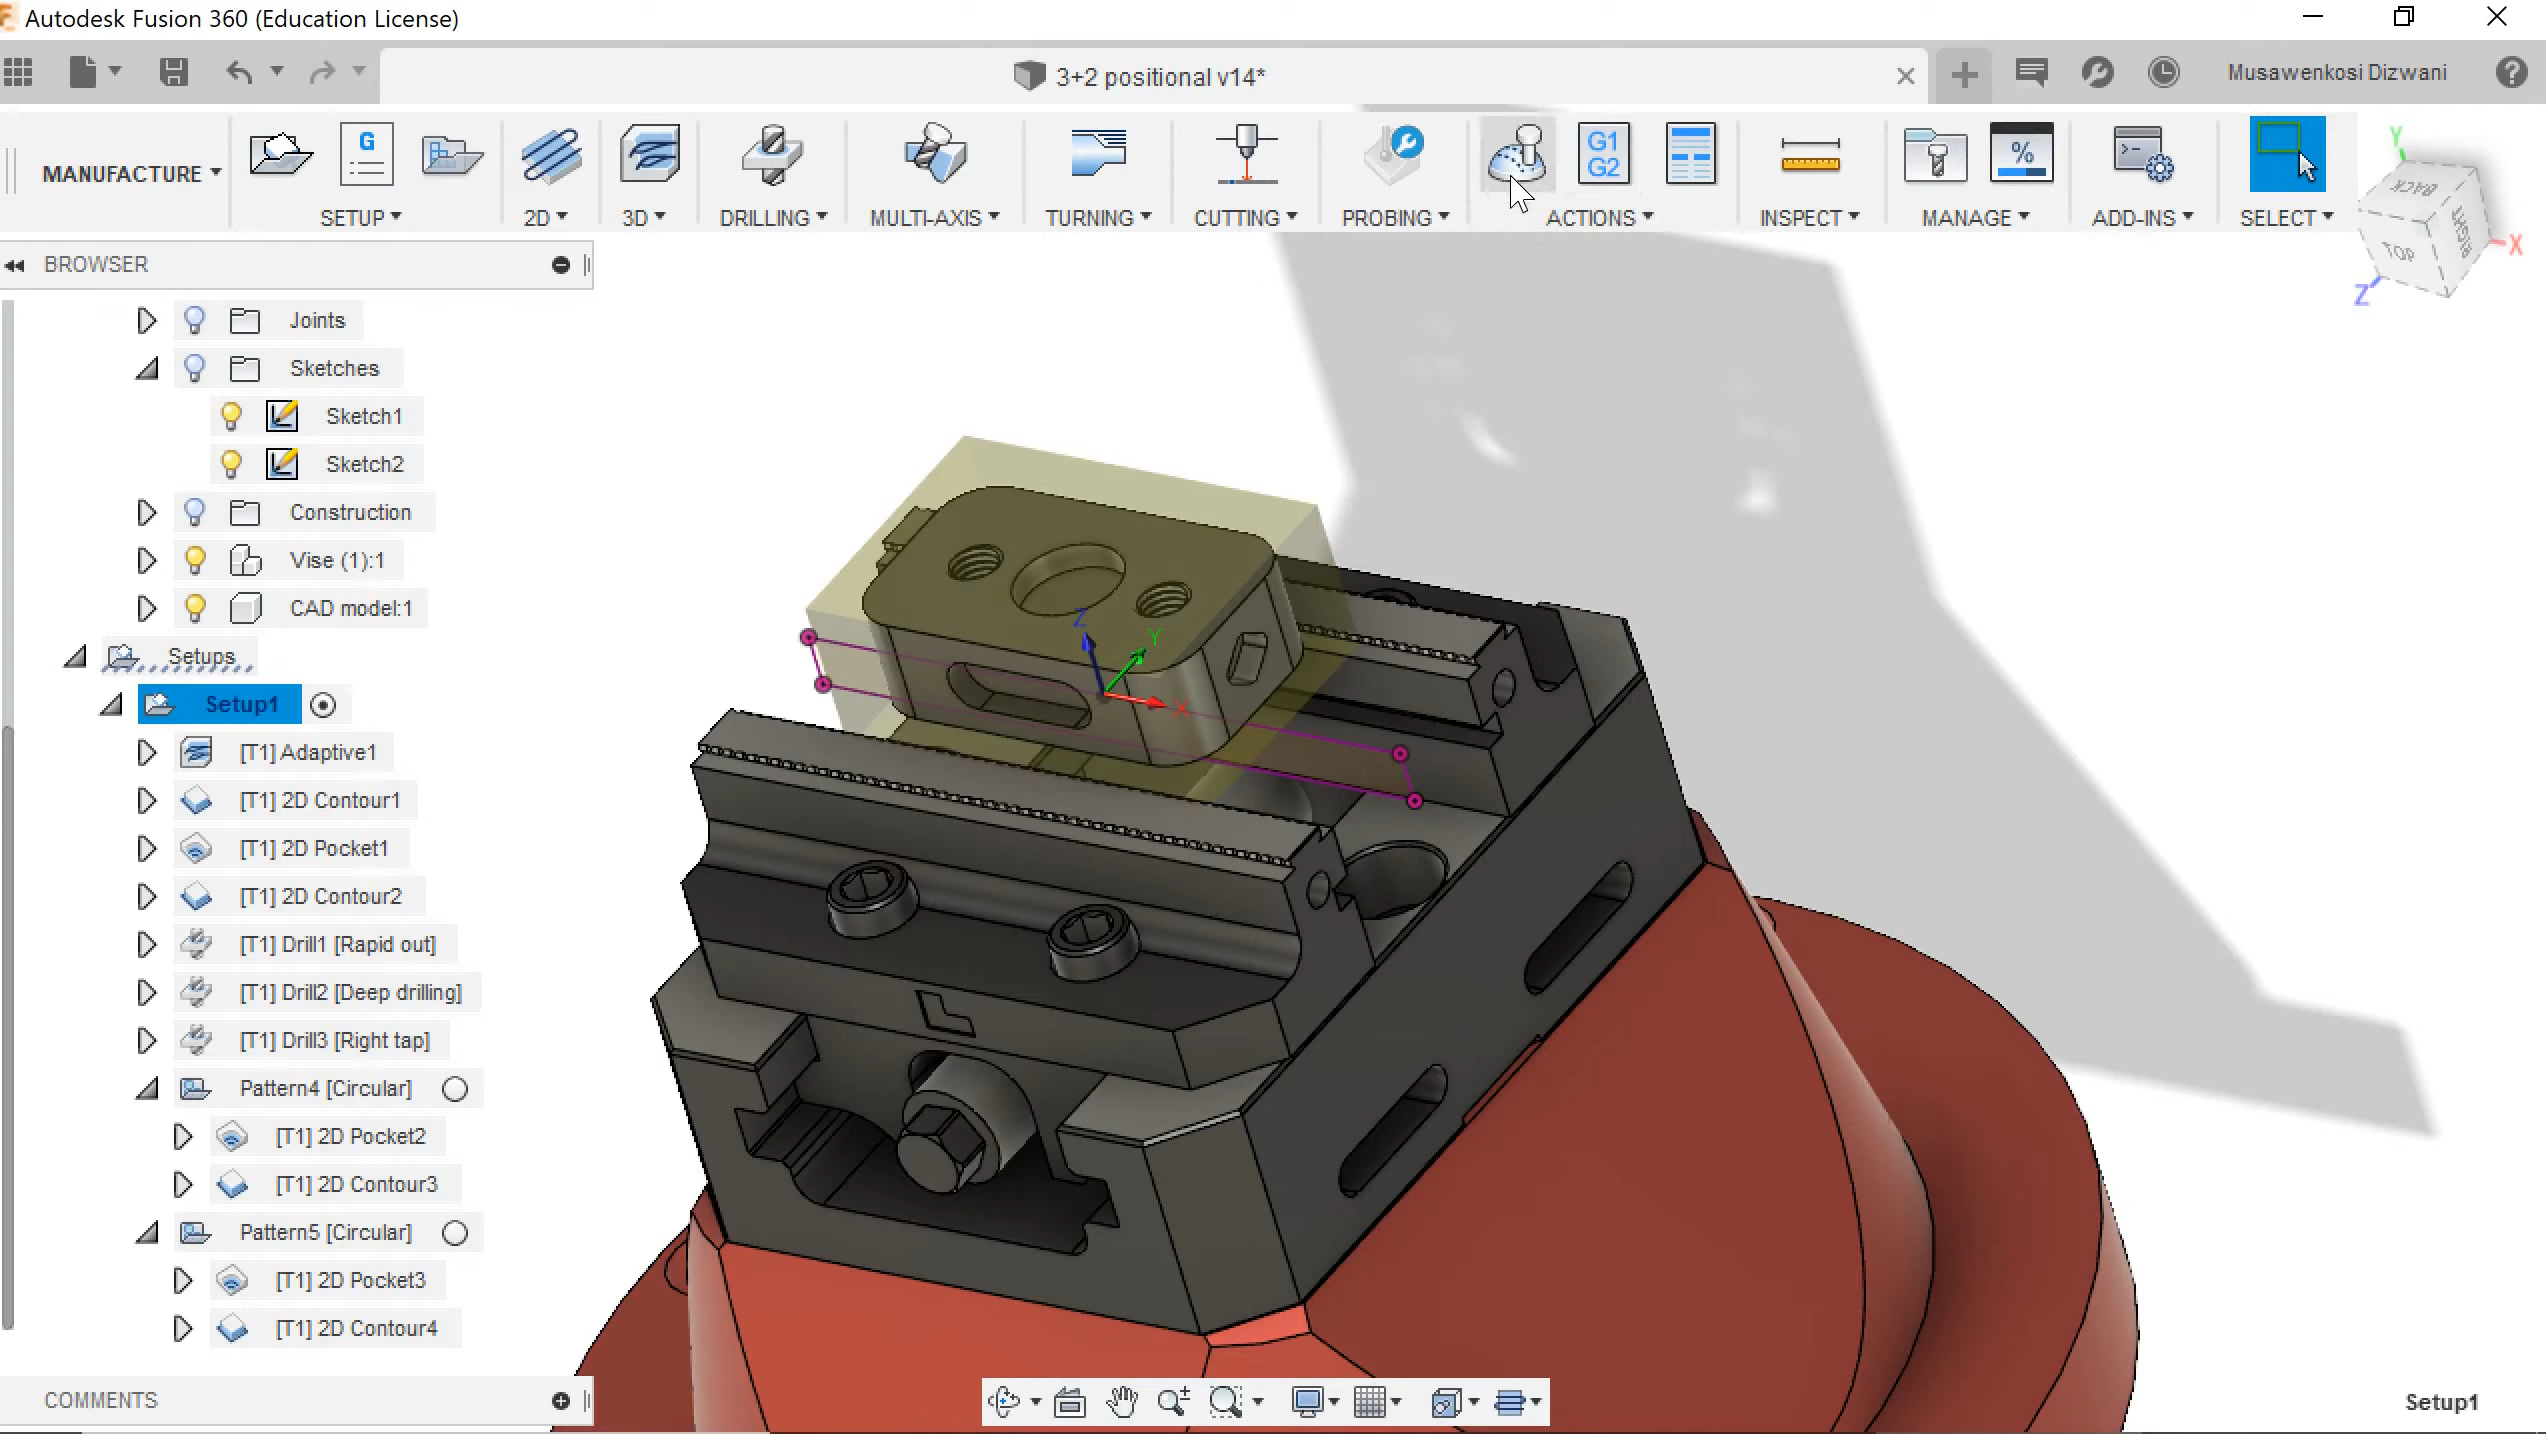 Autodesk Fusion 360 (Education License)
3+2 positional v14*
Musawenkosi Dizwani
MANUFACTURE
G
G1
G2
%
SETUP
2D
3D
DRILLING
MULTI-AXIS
TURNING
CUTTING
PROBING
ACTIONS
INSPECT
MANAGE
ADD-INS
SELECT
Y
BACK
RIGHT
TOP
X
Z
BROWSER
Joints
Sketches
Sketch1
Sketch2
Construction
Vise (1):1
CAD model:1
Setups
Setup1
[T1] Adaptive1
[T1] 2D Contour1
[T1] 2D Pocket1
[T1] 2D Contour2
[T1] Drill1 [Rapid out]
[T1] Drill2 [Deep drilling]
[T1] Drill3 [Right tap]
Pattern4 [Circular]
[T1] 2D Pocket2
[T1] 2D Contour3
Pattern5 [Circular]
[T1] 2D Pocket3
[T1] 2D Contour4
Z
Y
X
COMMENTS
Setup1